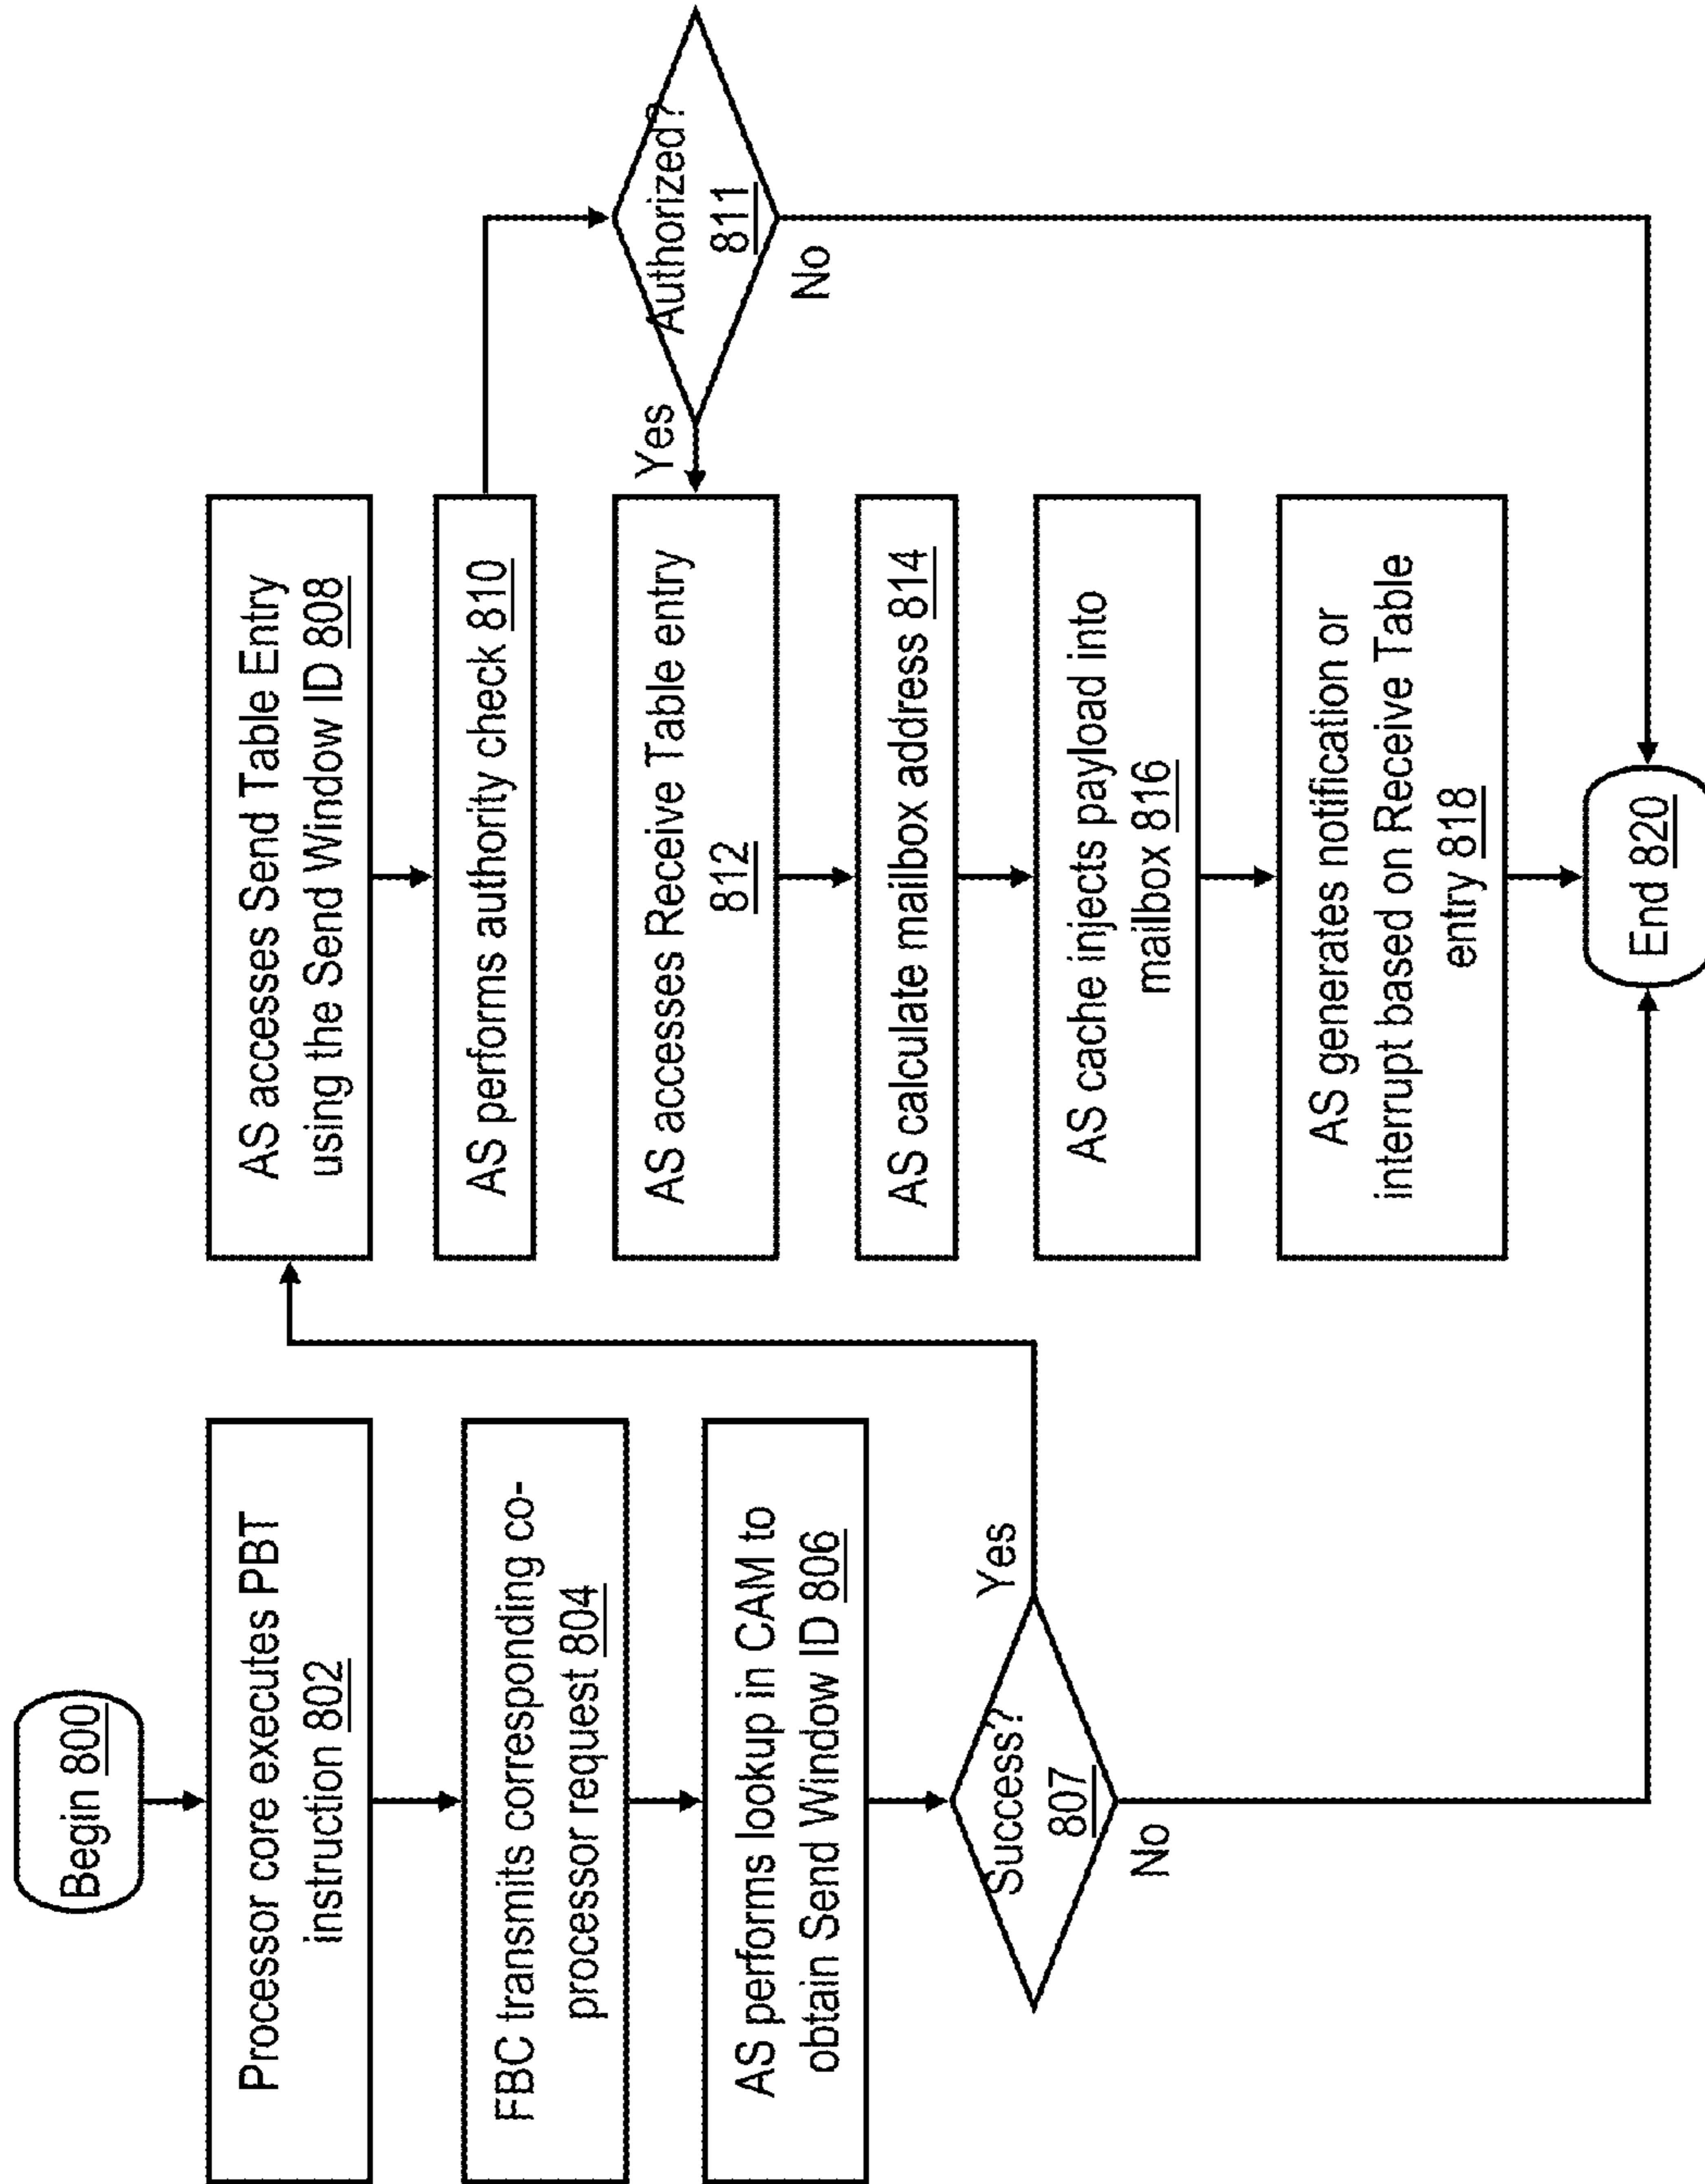 Begin 800
Processor core executes PBT
instruction 802
FBC transmits corresponding co-
processor request 804
AS performs lookup in CAM to
obtain Send Window ID 806
Success?
807
Yes
No
AS accesses Send Table Entry
using the Send Window ID 808
AS performs authority check 810
Authorized?
811
Yes
No
AS accesses Receive Table entry
812
AS calculate mailbox address 814
AS cache injects payload into
mailbox 816
AS generates notification or
interrupt based on Receive Table
entry 818
End 820